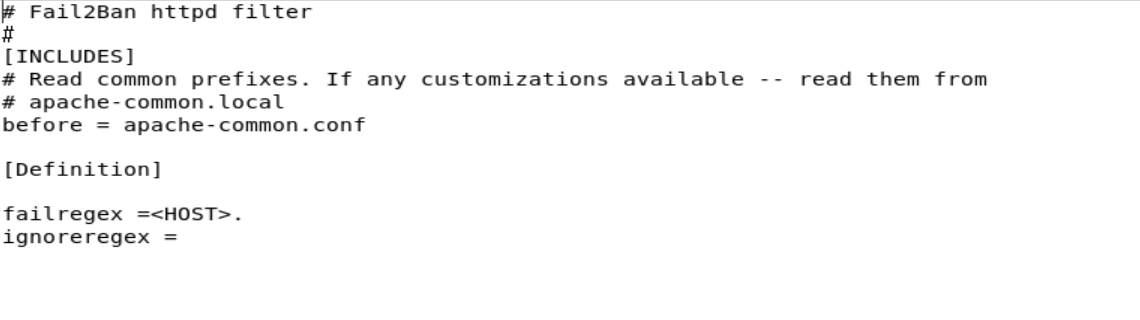 # Fail2Ban httpd filter
#
[INCLUDES]
# Read common prefixes. If any customizations available -- read them from
# apache-common.local
before = apache-common.conf
[Definition]
failregex =<HOST>.
ignoreregex =